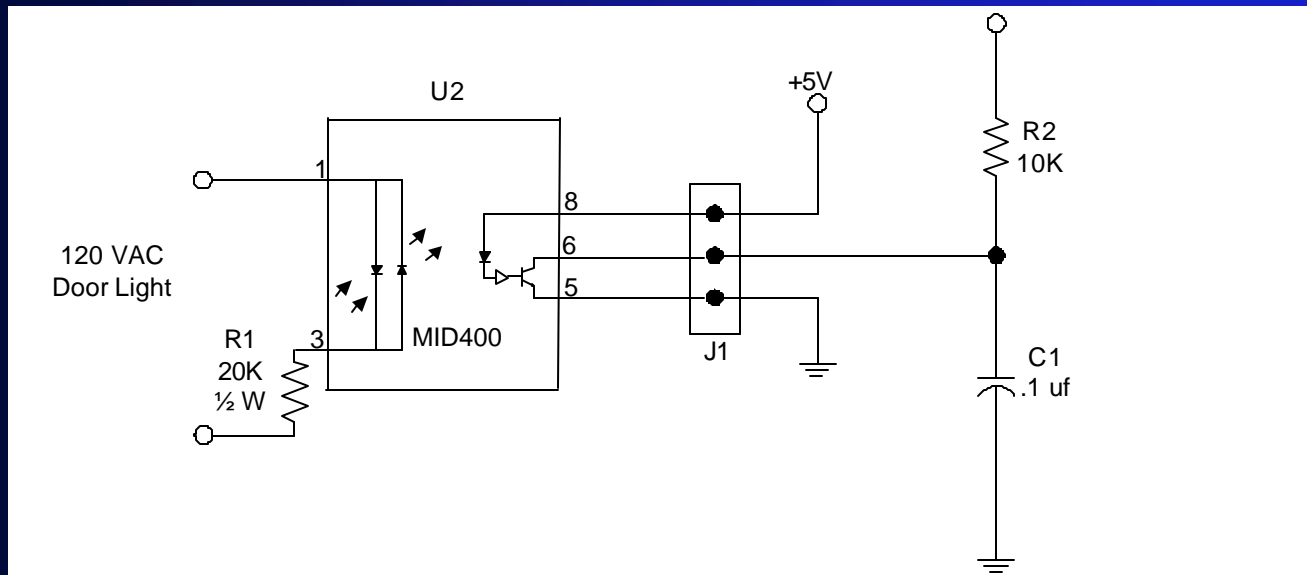 U2
+5V
R2
10K
1
8
6
5
120 VAC
Door Light
R1
20K
½ W
3
MID400
J1
C1
.1 uf